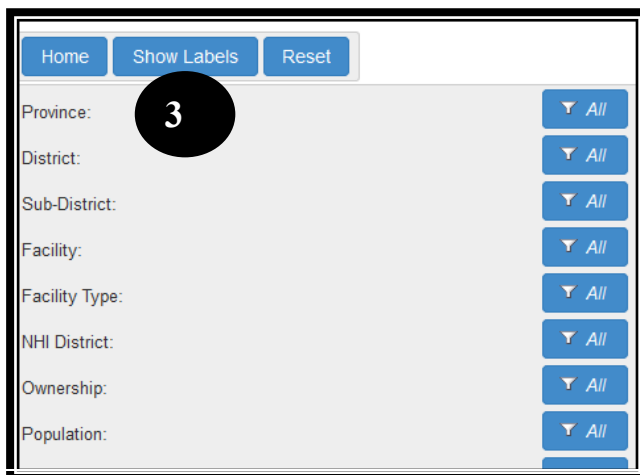 Home Show Labels Reset
3
Province: All
District: All
Sub-District: All
Facility: All
Facility Type: All
NHI District: All
Ownership: All
Population: All